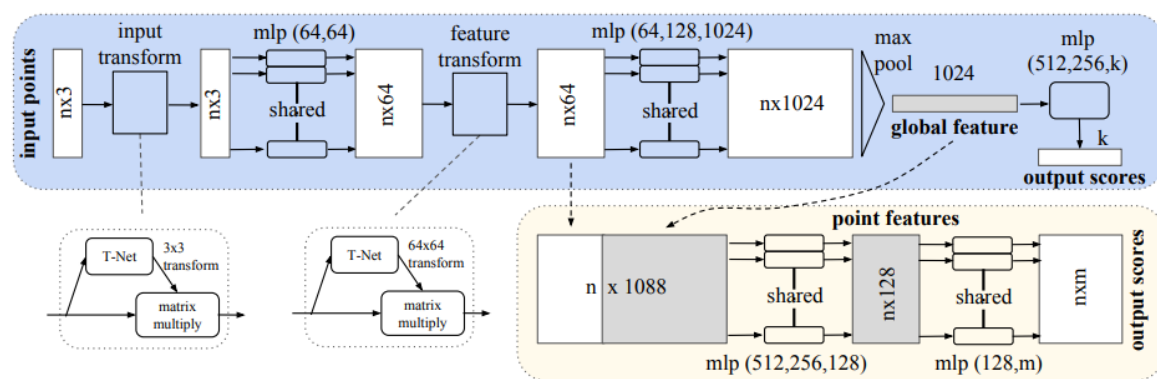 input points
nx3
input
transform
nx3
mlp (64,64)
shared
nx64
feature
transform
nx64
mlp (64,128,1024)
shared
nx1024
max
pool
1024
global feature
mlp
(512,256,k)
k
output scores
T-Net
3x3
transform
matrix
multiply
T-Net
64x64
transform
matrix
multiply
point features
n x 1088
shared
mlp (512,256,128)
nx128
shared
mlp (128,m)
nxm
output scores